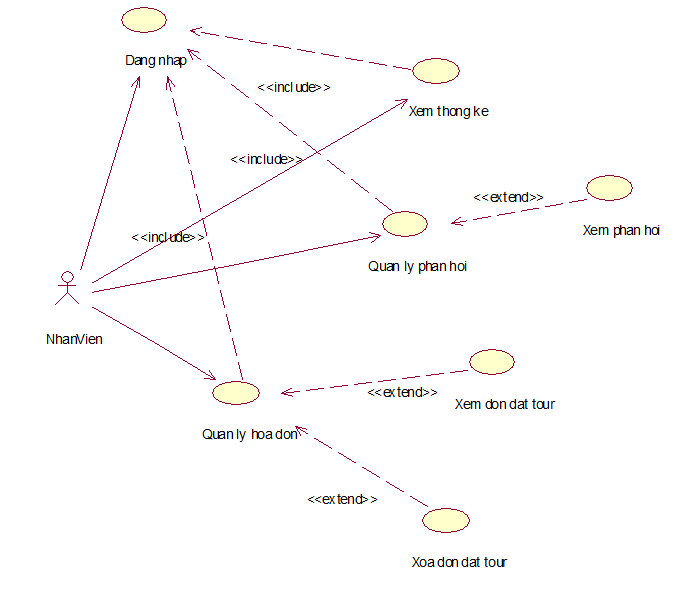 Dang nhap
<<include>>
Xem thong ke
<<include>>
<<extend>>
Xem phan hoi
<<include>>
Quan ly phan hoi
NhanVien
<<extend>>
Xem don dat tour
Quan ly hoa don
<<extend>>
Xoa don dat tour